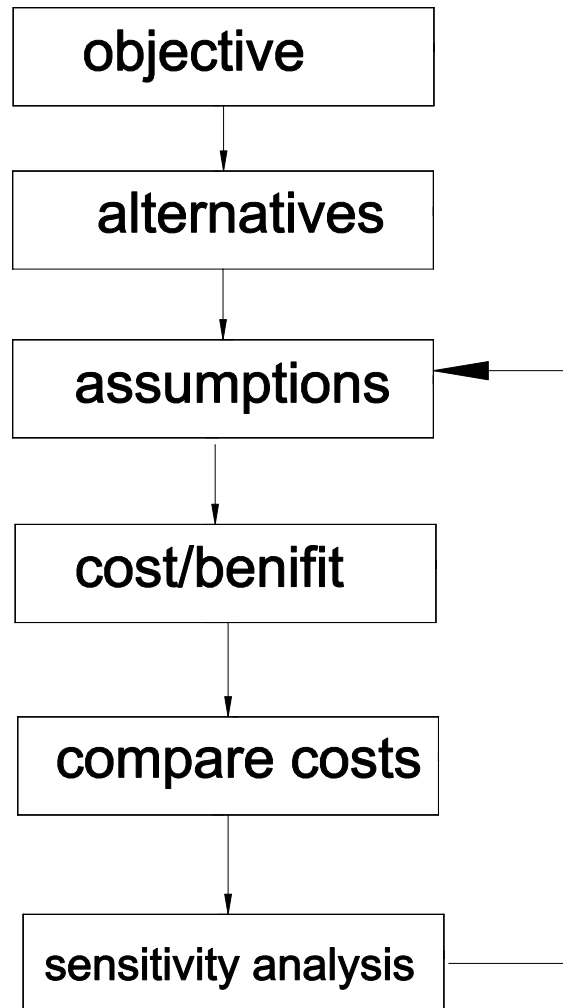 objective
alternatives
assumptions
cost/benifit
compare costs
sensitivity analysis